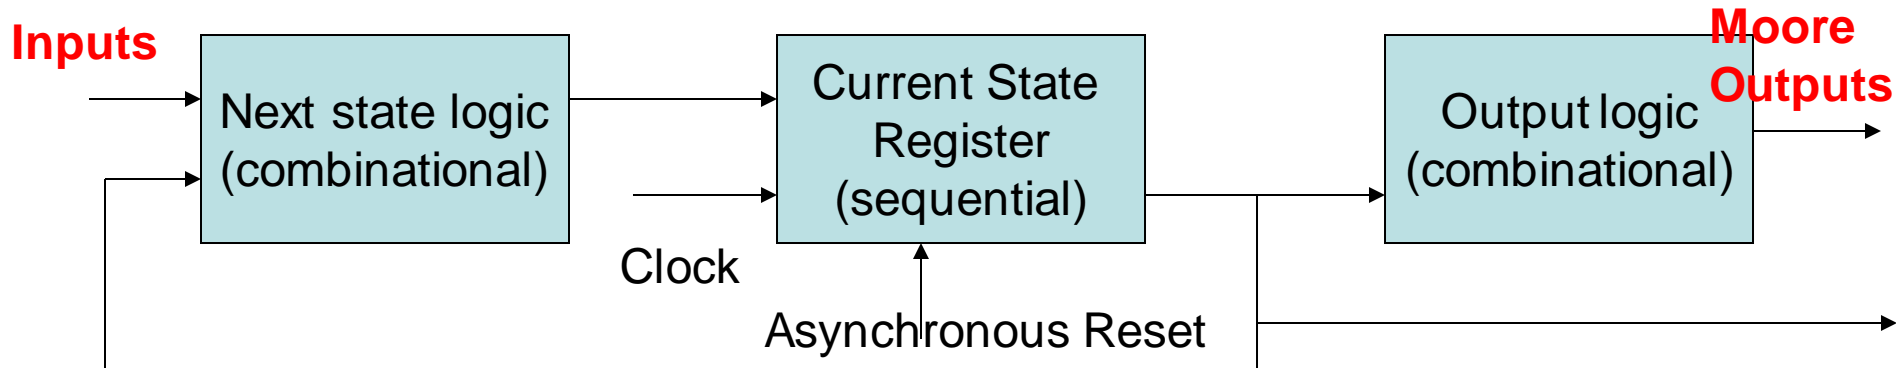 Inputs
Next state logic
(combinational)
Clock
Current State
Register
(sequential)
Asynchronous Reset
Output logic
(combinational)
Moore
Outputs